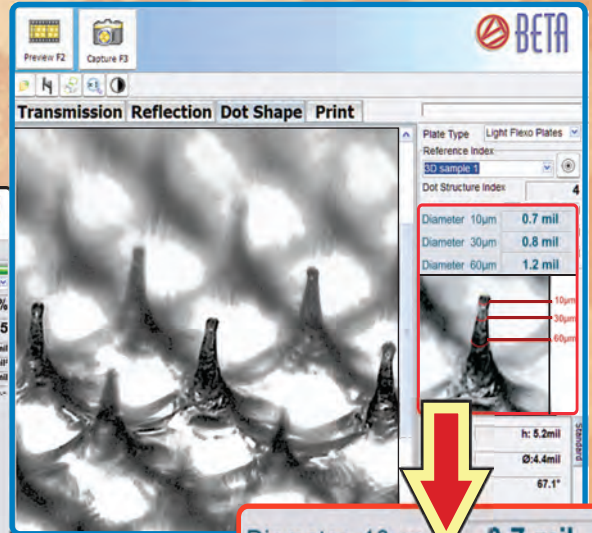 BETA
Preview F2 Capture F3
Transmission Reflection Dot Shape Print
Plate Type Light Flexo Plates
Reference Index
3D sample 1
Dot Structure Index 4
Diameter 10µm 0.7 mil
Diameter 30µm 0.8 mil
Diameter 60µm 1.2 mil
10µm
30µm
60µm
%
5
h: 5.2mil
Standard
Ø:4.4mil
67.1°